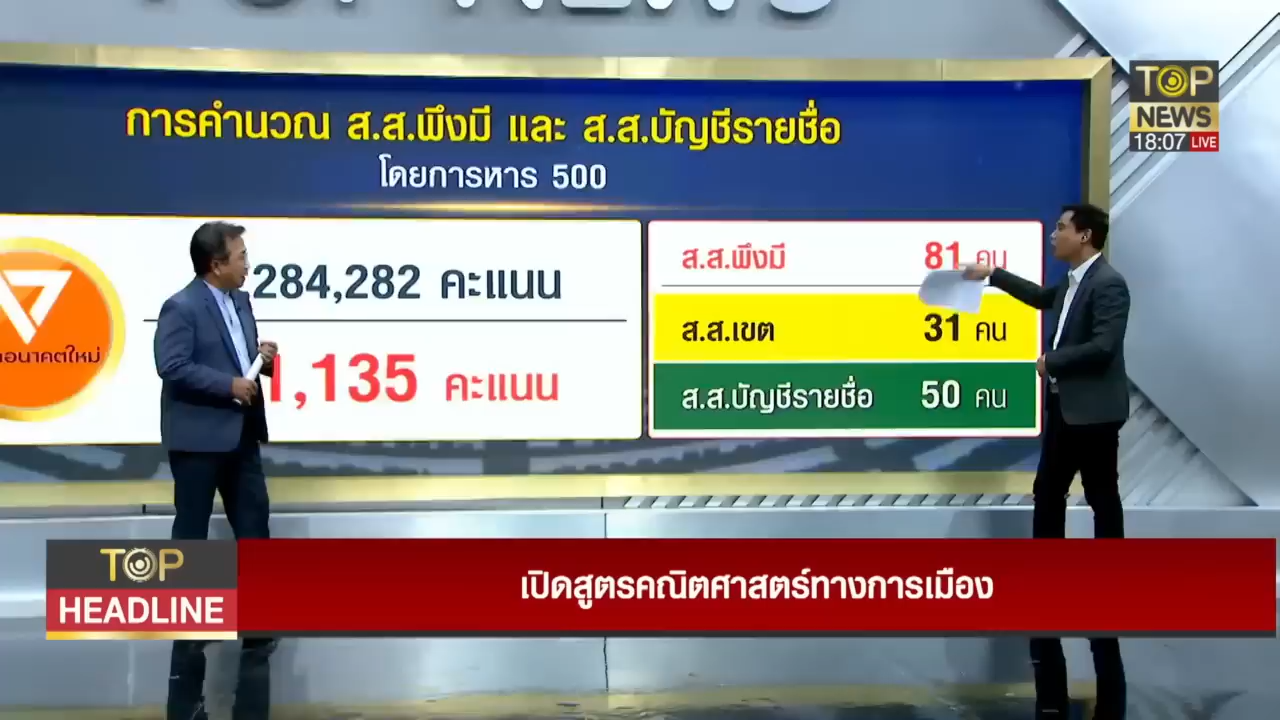 TOP NEWS
การคำนวณ ส.ส.พึงมี และ ส.ส.บัญชีรายชื่อ
โดยการหาร 500
TOP
NEWS
18:07 LIVE
284,282 คะแนน
1,135 คะแนน
อนาคตใหม่
ส.ส.พึงมี 81 คน
ส.ส.เขต 31 คน
ส.ส.บัญชีรายชื่อ 50 คน
TOP
HEADLINE
เปิดสูตรคณิตศาสตร์ทางการเมือง